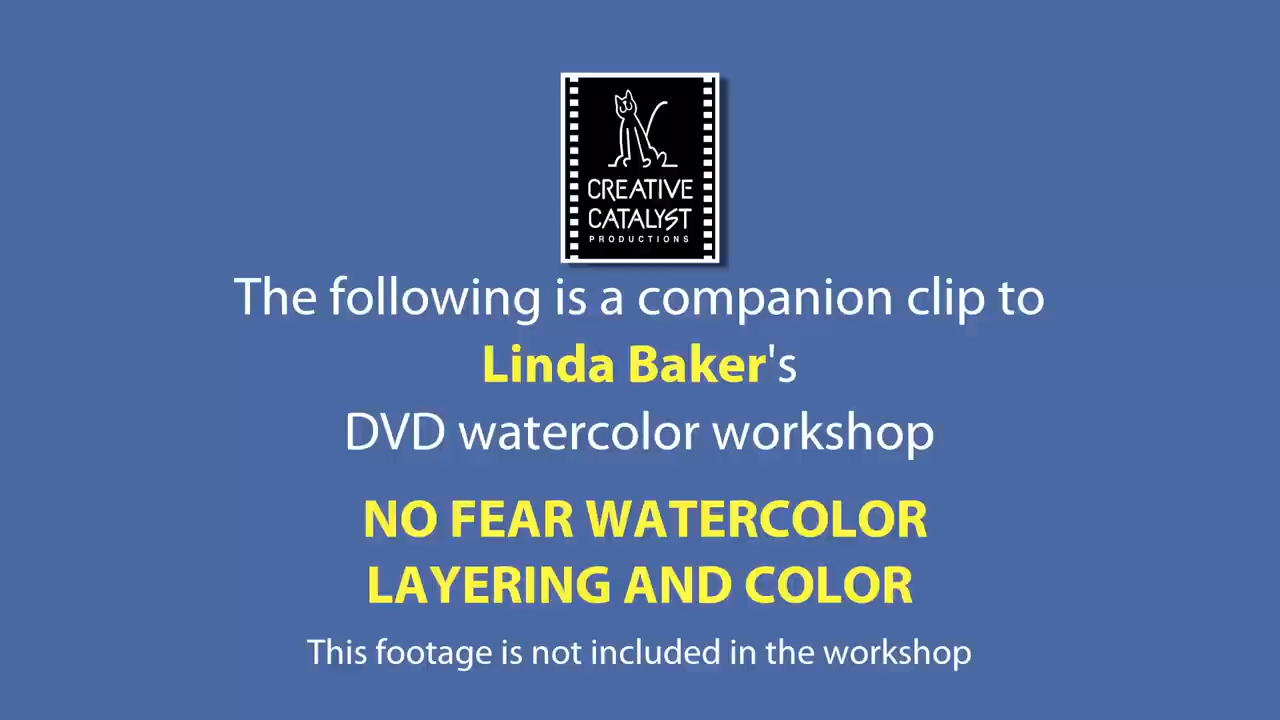 CREATIVE
CATALYST
PRODUCTIONS
The following is a companion clip to
Linda Baker's
DVD watercolor workshop
NO FEAR WATERCOLOR
LAYERING AND COLOR
This footage is not included in the workshop